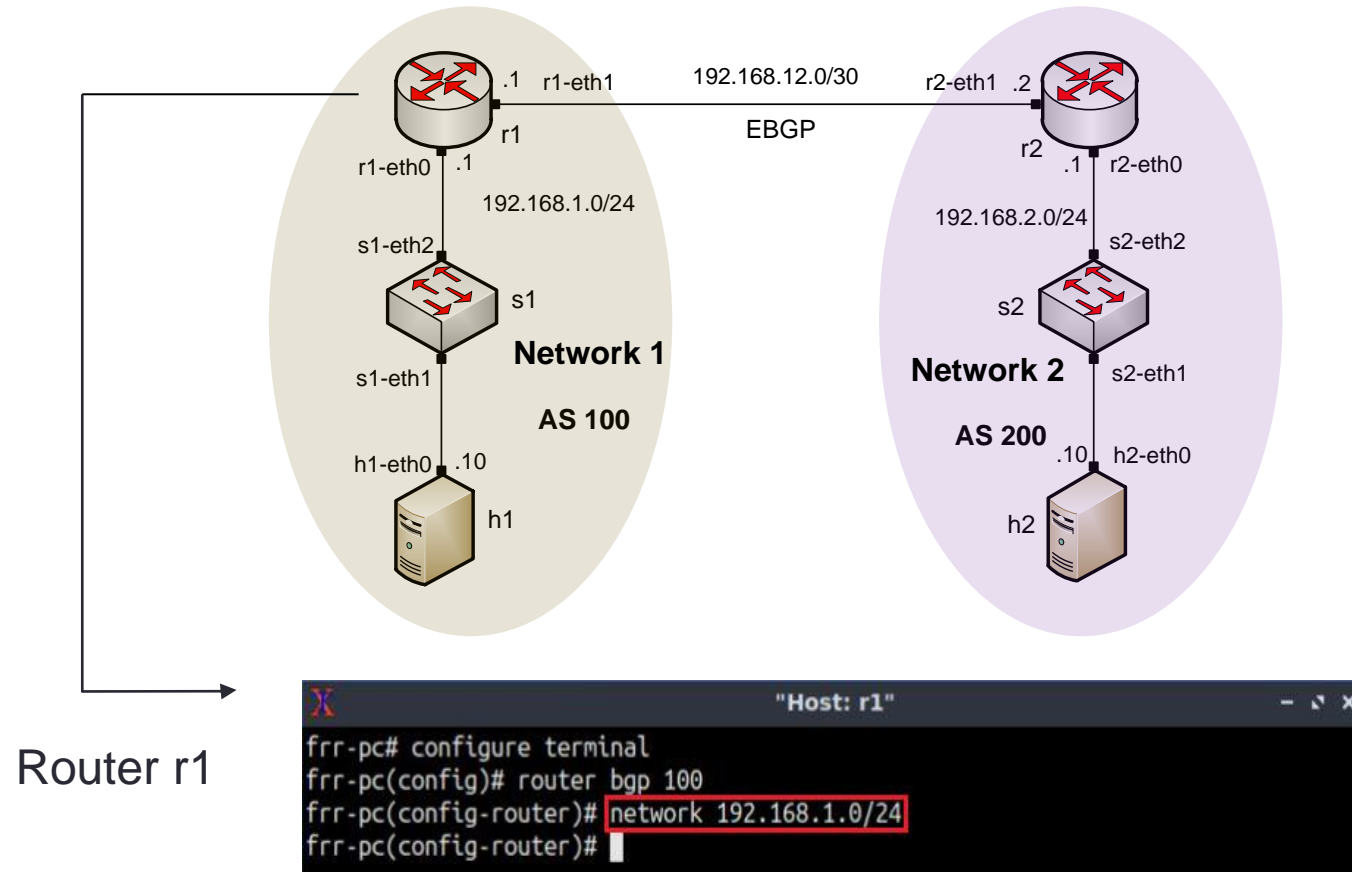 .1 r1-eth1 192.168.12.0/30 r2-eth1 .2
EBGP
r1
r2
r1-eth0 .1
.1 r2-eth0
192.168.1.0/24
192.168.2.0/24
s1-eth2
s2-eth2
s1
s2
Network 1
Network 2
s1-eth1
s2-eth1
AS 100
AS 200
h1-eth0 .10
.10 h2-eth0
h1
h2
"Host: r1"
Router r1
frr-pc# configure terminal
frr-pc(config)# router bgp 100
frr-pc(config-router)# network 192.168.1.0/24
frr-pc(config-router)#